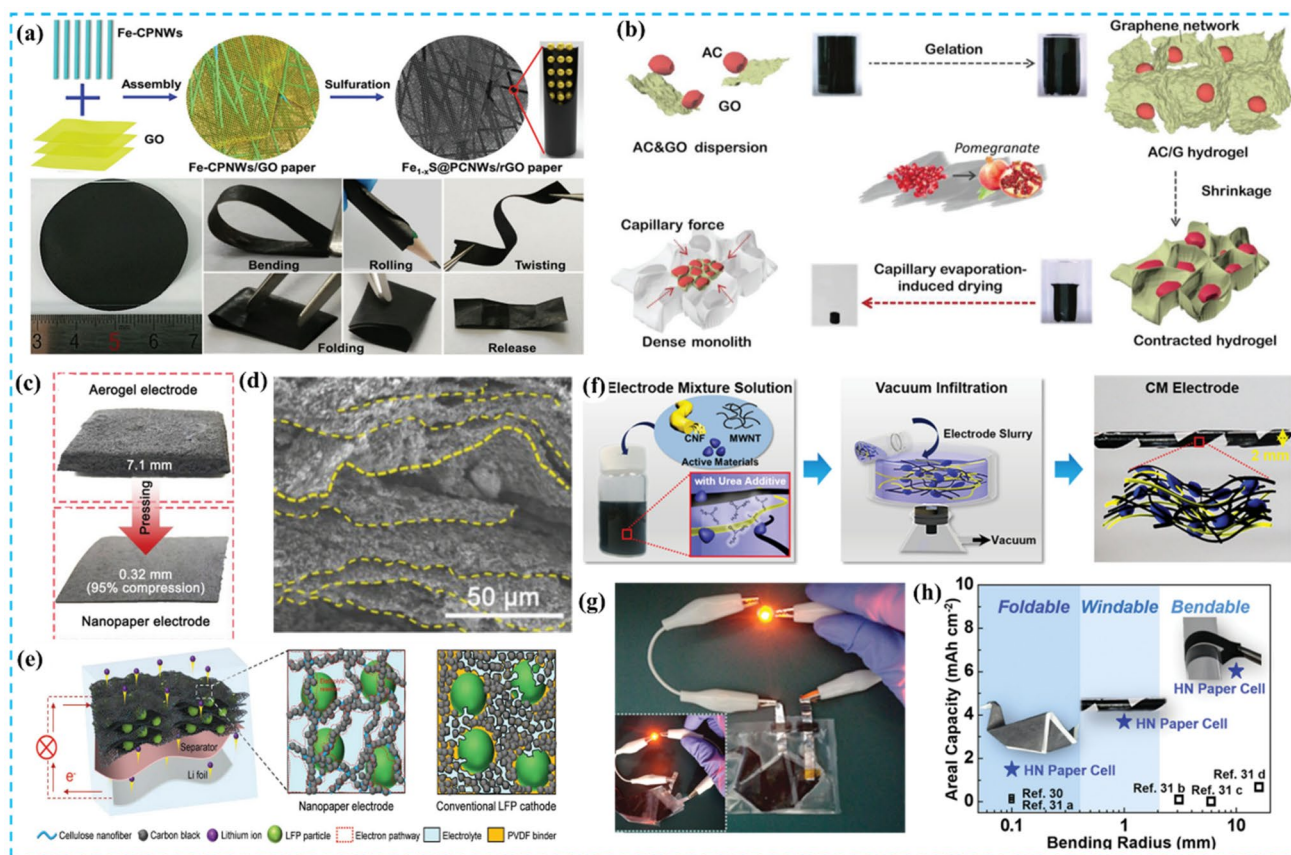 (a)
Fe-CPNWs
Assembly
Sulfuration
GO
Fe-CPNWs/GO paper
Fe1-xS@PCNWs/rGO paper
Bending
Rolling
Twisting
Folding
Release
3 4 5 6 7
(b)
AC
GO
AC&GO dispersion
Gelation
Graphene network
AC/G hydrogel
Pomegranate
Shrinkage
Capillary force
Capillary evaporation-
induced drying
Dense monolith
Contracted hydrogel
(c)
Aerogel electrode
7.1 mm
Pressing
0.32 mm
(95% compression)
Nanopaper electrode
(d)
50 μm
(e)
Separator
Li foil
e-
Nanopaper electrode
Conventional LFP cathode
Cellulose nanofiber
Carbon black
Lithium ion
LFP particle
Electron pathway
Electrolyte
PVDF binder
(f)
Electrode Mixture Solution
CNF
MWNT
Active Materials
with Urea Additive
Vacuum Infiltration
Electrode Slurry
Vacuum
CM Electrode
2 mm
(g)
(h)
Areal Capacity (mAh cm-2)
10
8
6
4
2
0
Foldable
Windable
Bendable
HN Paper Cell
HN Paper Cell
HN Paper Cell
Ref. 30
Ref. 31 a
Ref. 31 b
Ref. 31 c
Ref. 31 d
0.1
1
10
Bending Radius (mm)